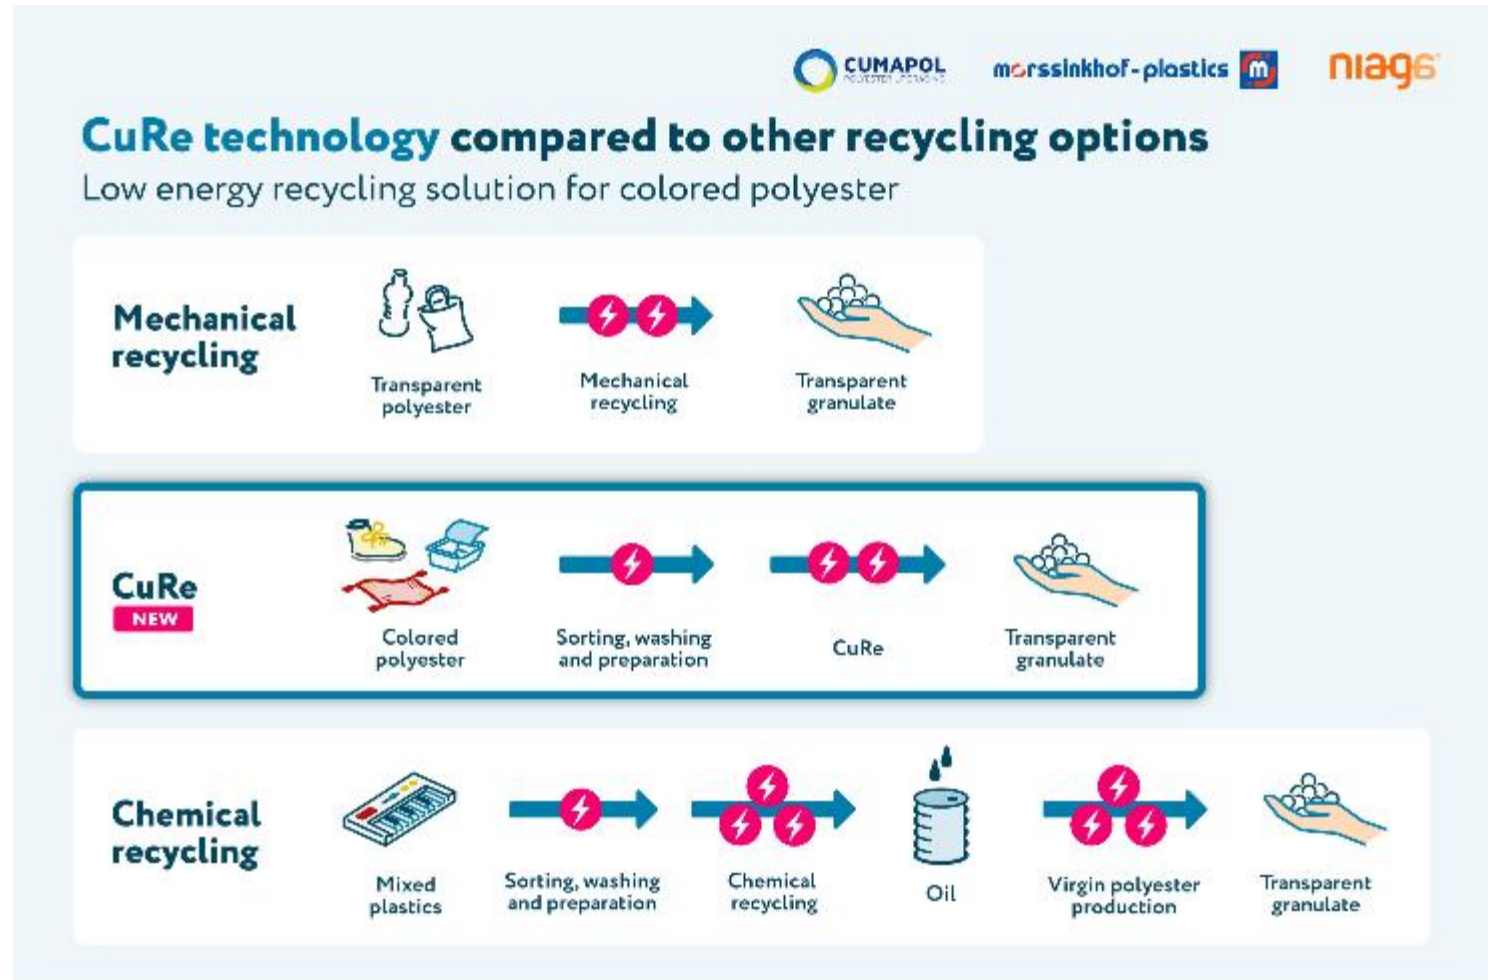 CUMAPOL
morssinkhof-plastics m
niaga
CuRe technology compared to other recycling options
Low energy recycling solution for colored polyester
Mechanical
recycling
Transparent
polyester
Mechanical
recycling
Transparent
granulate
CuRe
NEW
Colored
polyester
Sorting, washing
and preparation
CuRe
Transparent
granulate
Chemical
recycling
Mixed
plastics
Sorting, washing
and preparation
Chemical
recycling
Oil
Virgin polyester
production
Transparent
granulate